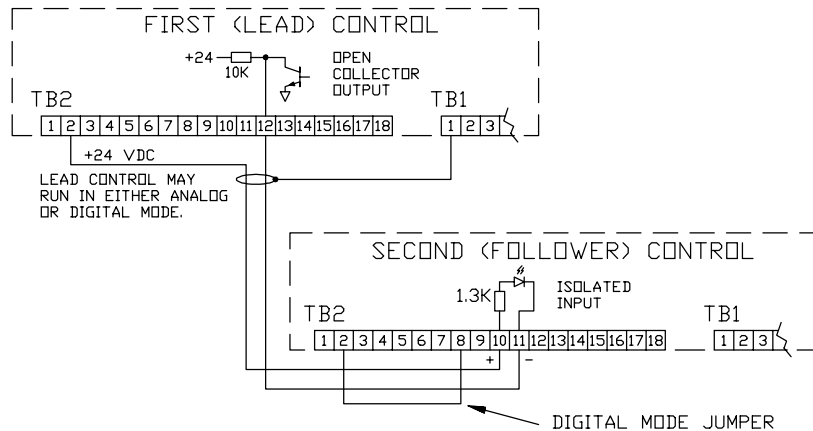 FIRST (LEAD) CONTROL
+24
10K
OPEN
COLLECTOR
OUTPUT
TB2
TB1
1 2 3 4 5 6 7 8 9 10 11 12 13 14 15 16 17 18
1 2 3
+24 VDC
LEAD CONTROL MAY
RUN IN EITHER ANALOG
OR DIGITAL MODE.
SECOND (FOLLOWER) CONTROL
1.3K
ISOLATED
INPUT
TB2
TB1
1 2 3 4 5 6 7 8 9 10 11 12 13 14 15 16 17 18
1 2 3
+ -
DIGITAL MODE JUMPER